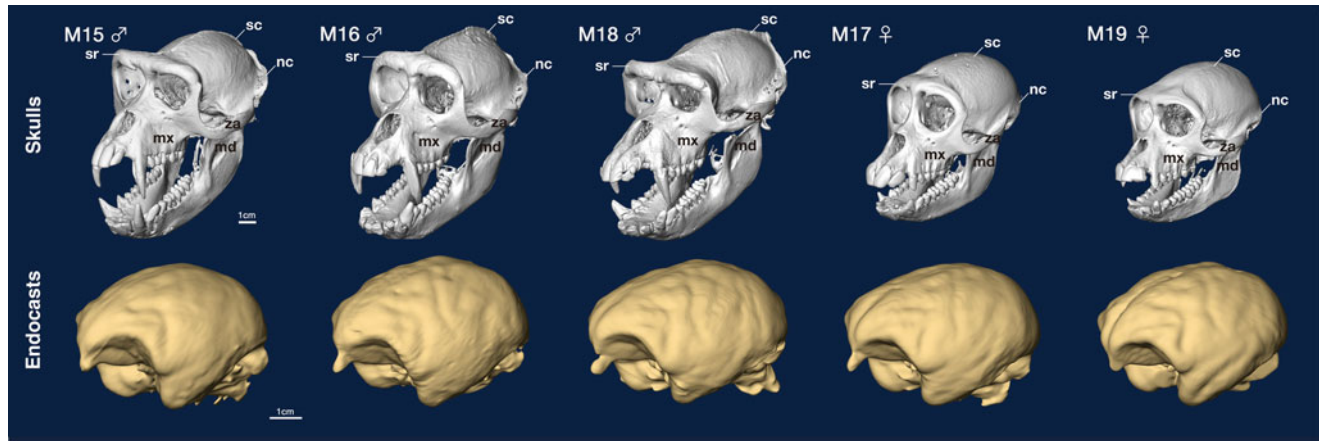 Skulls
M15 ♂
sc
sr
nc
za
mx
md
1cm
M16 ♂
sc
sr
nc
za
mx
md
M18 ♂
sc
sr
nc
za
mx
md
M17 ♀
sc
sr
nc
za
mx
md
M19 ♀
sc
sr
nc
za
mx
md
Endocasts
1cm